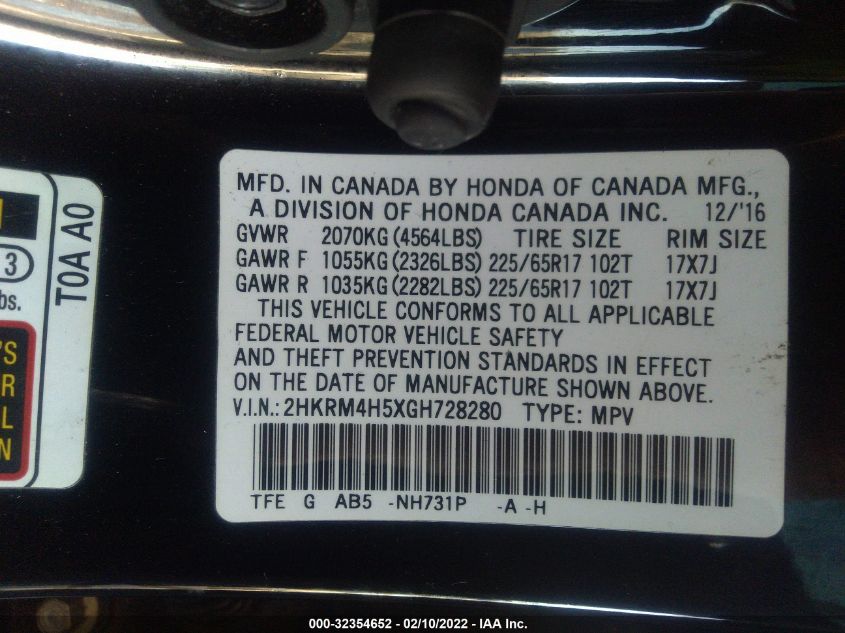 MFD. IN CANADA BY HONDA OF CANADA MFG.,
A DIVISION OF HONDA CANADA INC. 12/'16
GVWR 2070KG (4564LBS) TIRE SIZE RIM SIZE
GAWR F 1055KG (2326LBS) 225/65R17 102T 17X7J
GAWR R 1035KG (2282LBS) 225/65R17 102T 17X7J
THIS VEHICLE CONFORMS TO ALL APPLICABLE
FEDERAL MOTOR VEHICLE SAFETY
AND THEFT PREVENTION STANDARDS IN EFFECT
ON THE DATE OF MANUFACTURE SHOWN ABOVE.
V.I.N.: 2HKRM4H5XGH728280 TYPE: MPV
TFE G AB5 -NH731P -A -H
T0A A0
3
bs.
'S
R
L
N
000-32354652 - 02/10/2022 - IAA Inc.